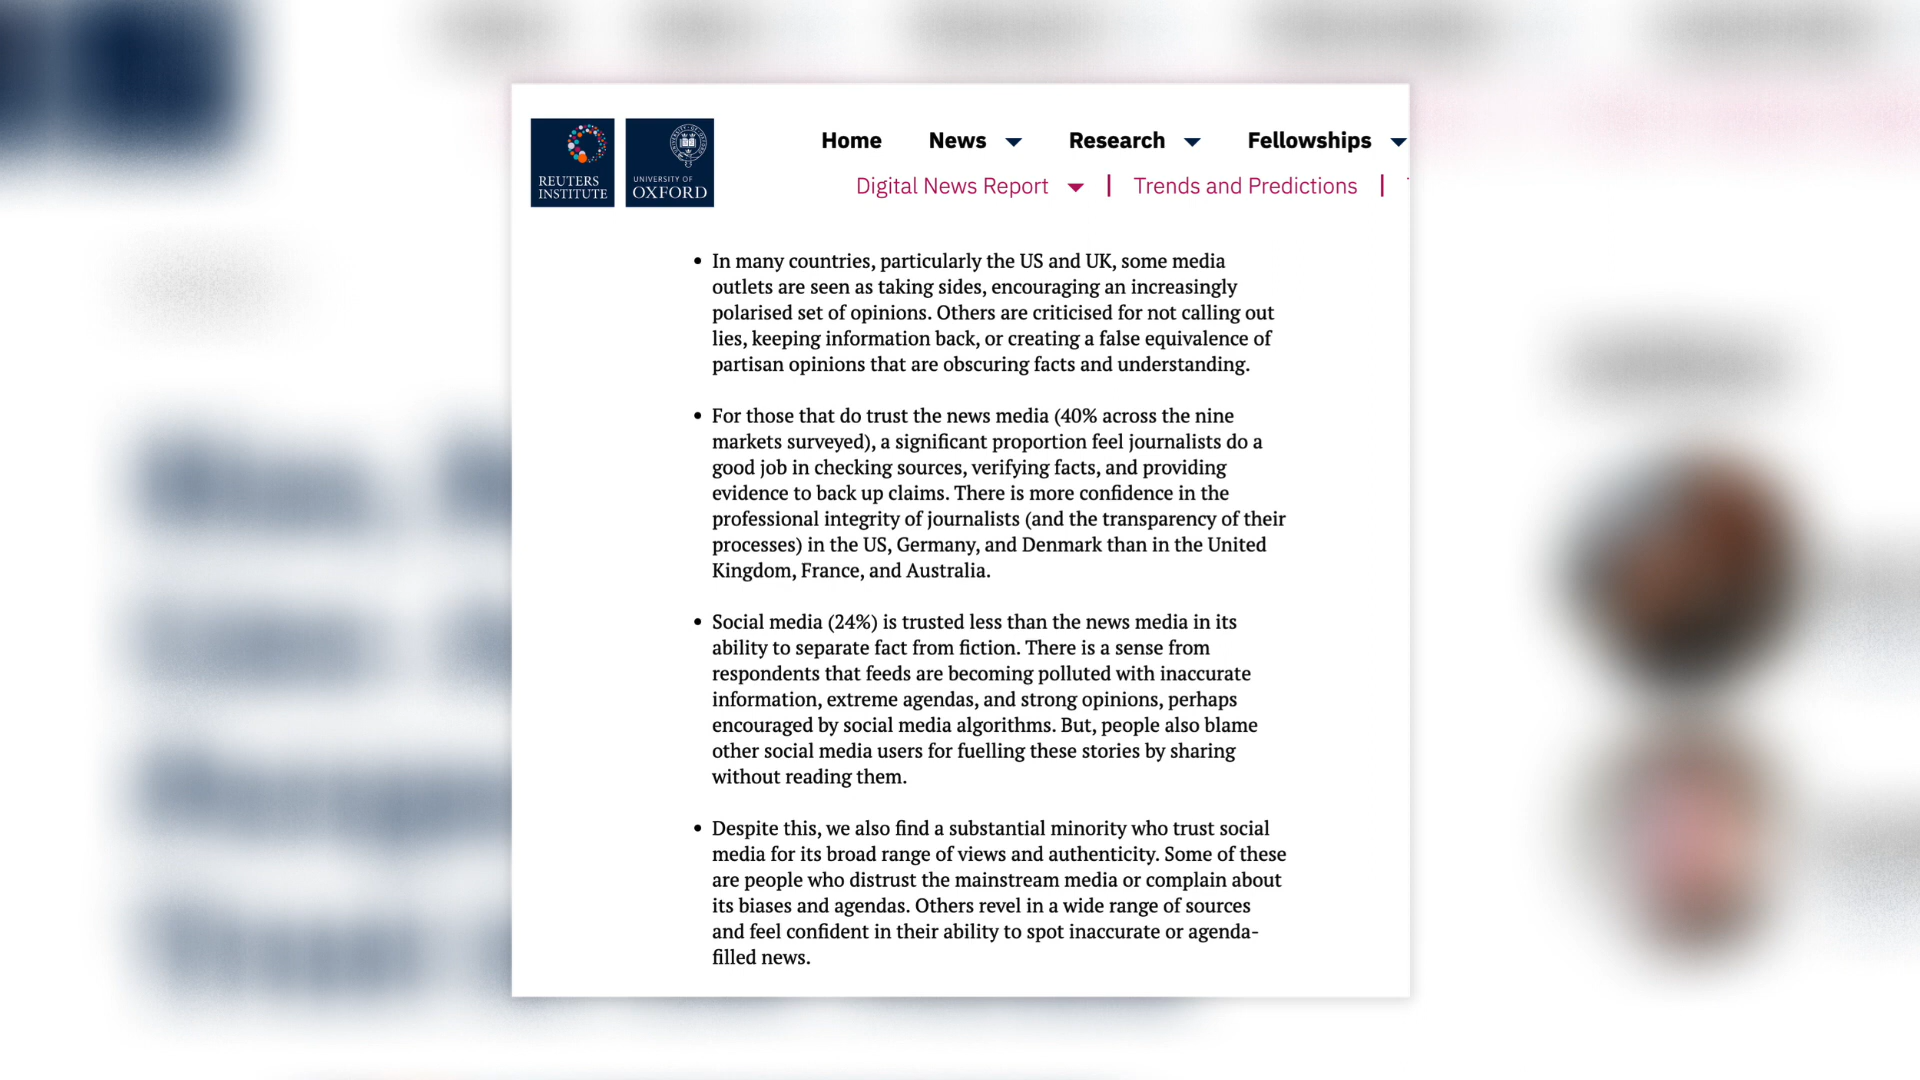 REUTERS
INSTITUTE
UNIVERSITY OF
OXFORD
Home News Research Fellowships
Digital News Report | Trends and Predictions |
• In many countries, particularly the US and UK, some media
outlets are seen as taking sides, encouraging an increasingly
polarised set of opinions. Others are criticised for not calling out
lies, keeping information back, or creating a false equivalence of
partisan opinions that are obscuring facts and understanding.
• For those that do trust the news media (40% across the nine
markets surveyed), a significant proportion feel journalists do a
good job in checking sources, verifying facts, and providing
evidence to back up claims. There is more confidence in the
professional integrity of journalists (and the transparency of their
processes) in the US, Germany, and Denmark than in the United
Kingdom, France, and Australia.
• Social media (24%) is trusted less than the news media in its
ability to separate fact from fiction. There is a sense from
respondents that feeds are becoming polluted with inaccurate
information, extreme agendas, and strong opinions, perhaps
encouraged by social media algorithms. But, people also blame
other social media users for fuelling these stories by sharing
without reading them.
• Despite this, we also find a substantial minority who trust social
media for its broad range of views and authenticity. Some of these
are people who distrust the mainstream media or complain about
its biases and agendas. Others revel in a wide range of sources
and feel confident in their ability to spot inaccurate or agenda-
filled news.